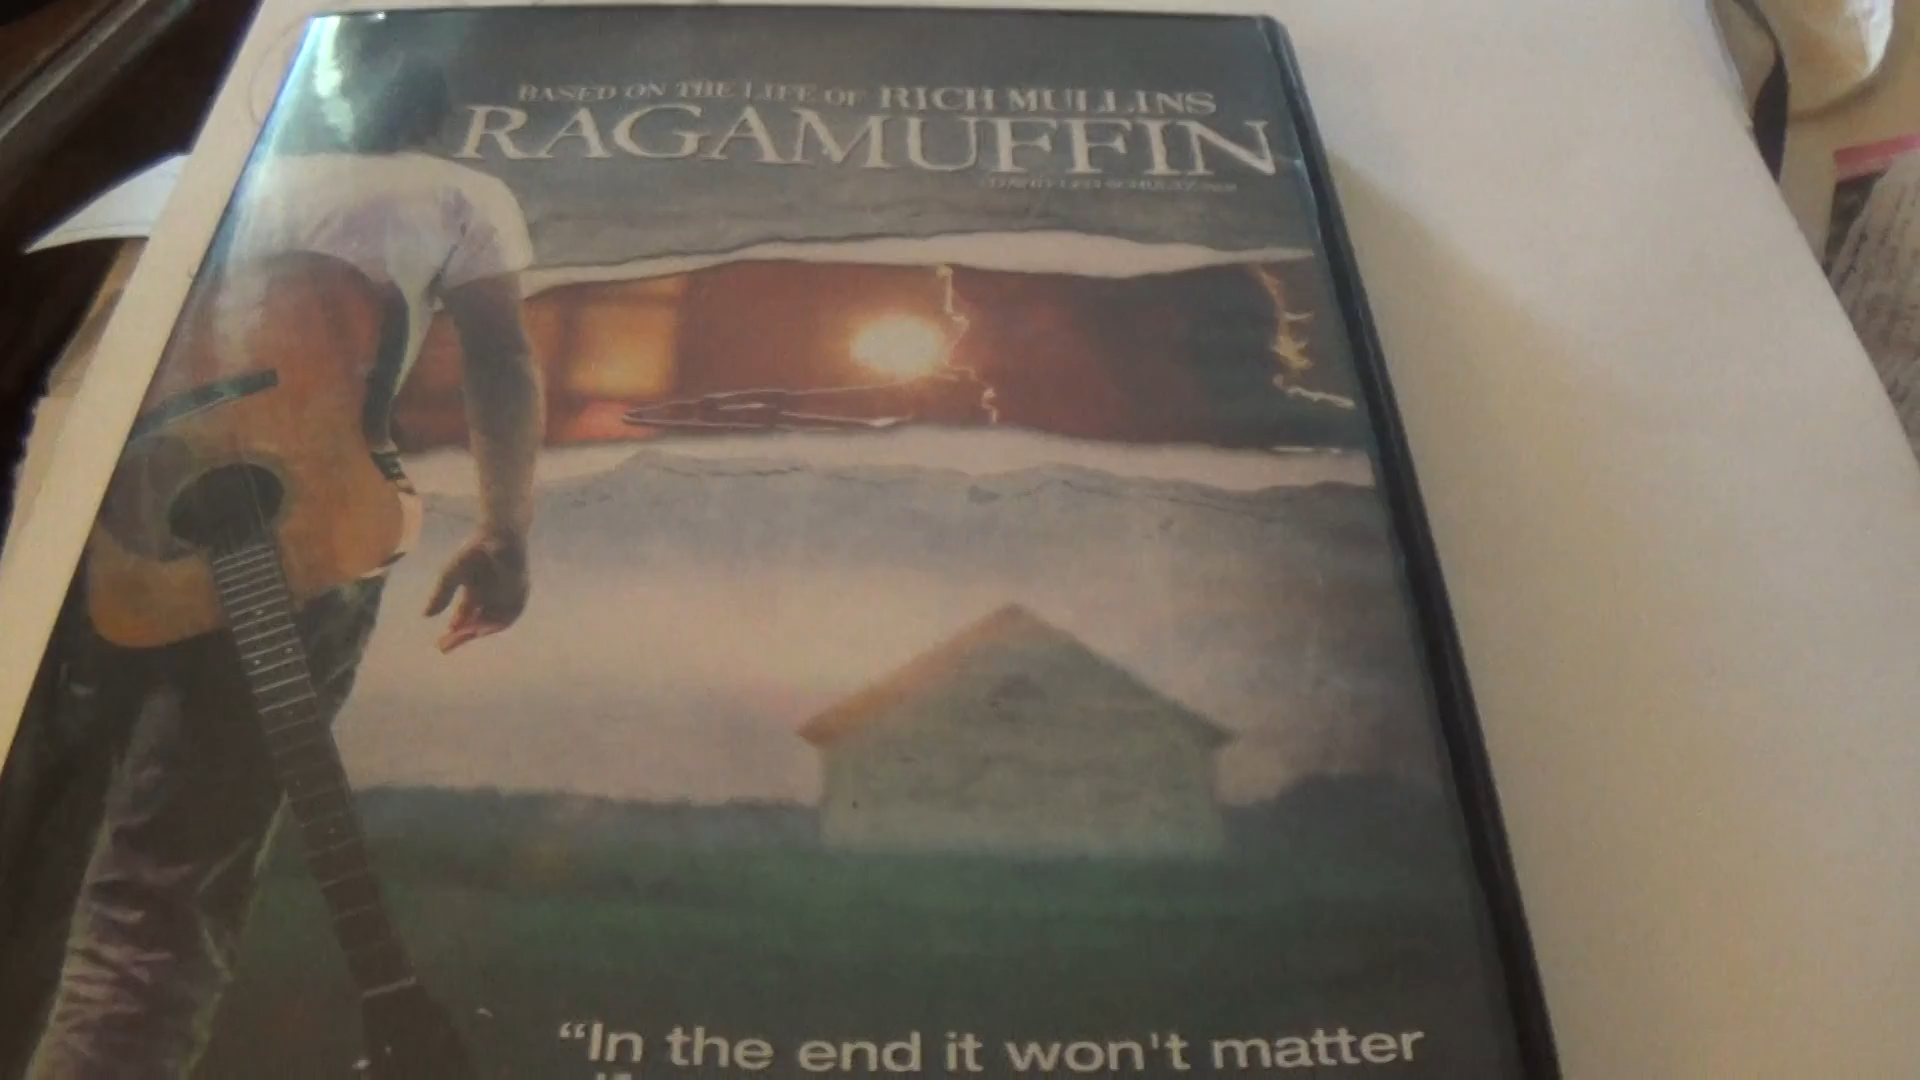 BASED ON THE LIFE OF RICH MULLINS
RAGAMUFFIN
"In the end it won't matter